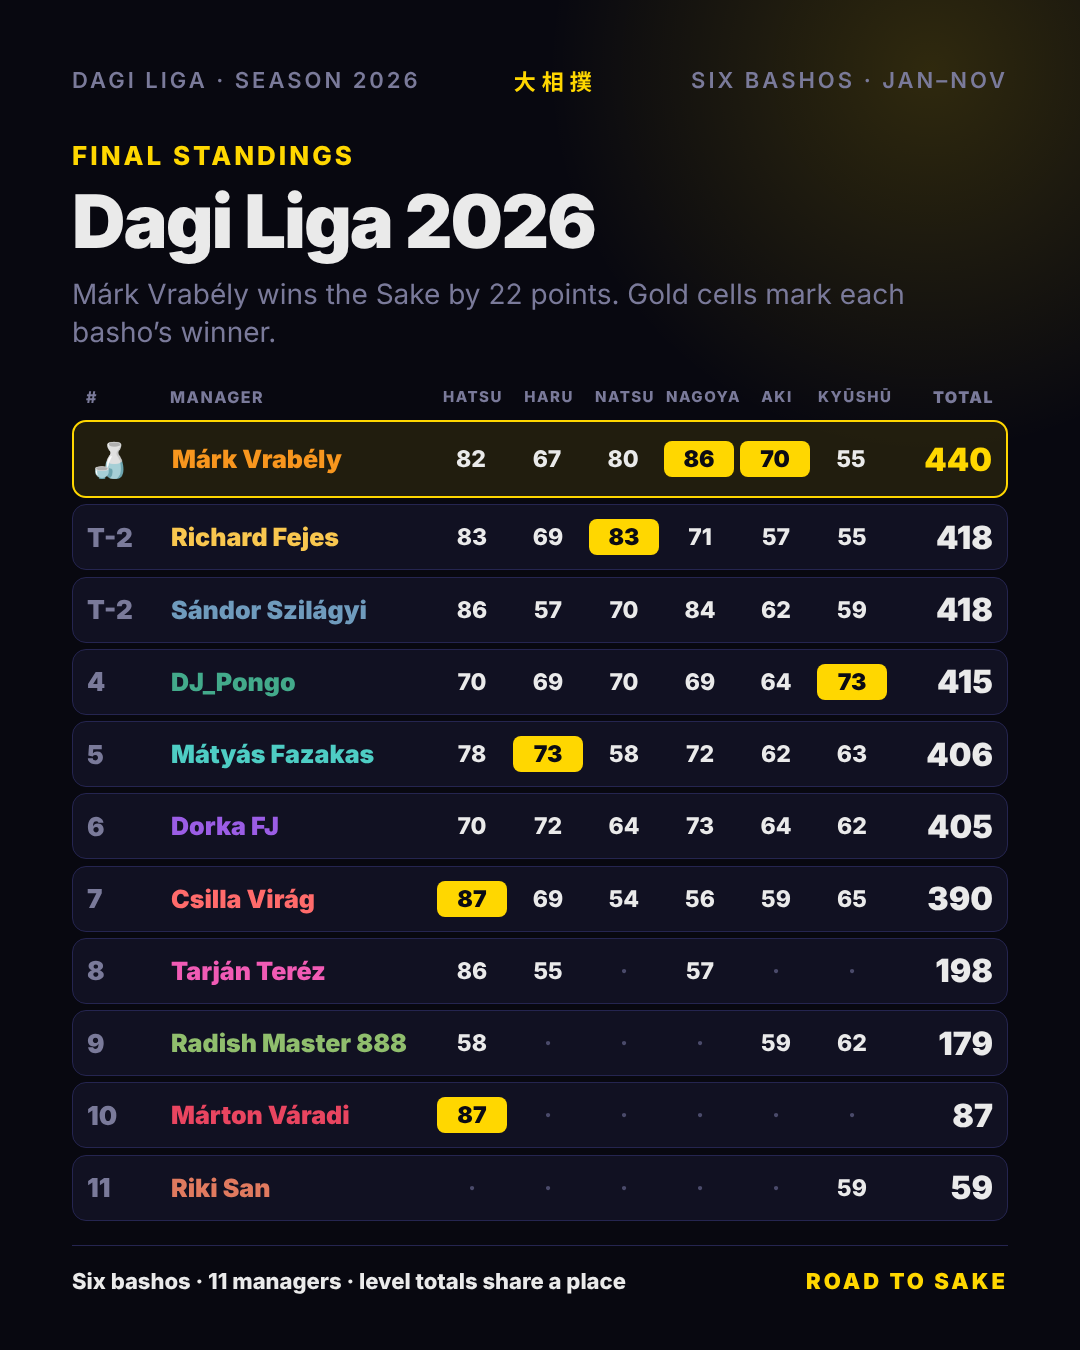 DAGI LIGA · SEASON 2026 大相撲 SIX BASHOS · JAN–NOV
FINAL STANDINGS
Dagi Liga 2026
Márk Vrabély wins the Sake by 22 points. Gold cells mark each
basho’s winner.
# MANAGER HATSU HARU NATSU NAGOYA AKI KYŪSHŪ TOTAL
Márk Vrabély 82 67 80 86 70 55 440
T-2 Richard Fejes 83 69 83 71 57 55 418
T-2 Sándor Szilágyi 86 57 70 84 62 59 418
4 DJ_Pongo 70 69 70 69 64 73 415
5 Mátyás Fazakas 78 73 58 72 62 63 406
6 Dorka FJ 70 72 64 73 64 62 405
7 Csilla Virág 87 69 54 56 59 65 390
8 Tarján Teréz 86 55 · 57 · · 198
9 Radish Master 888 58 · · · 59 62 179
10 Márton Váradi 87 · · · · · 87
11 Riki San · · · · · 59 59
Six bashos · 11 managers · level totals share a place ROAD TO SAKE